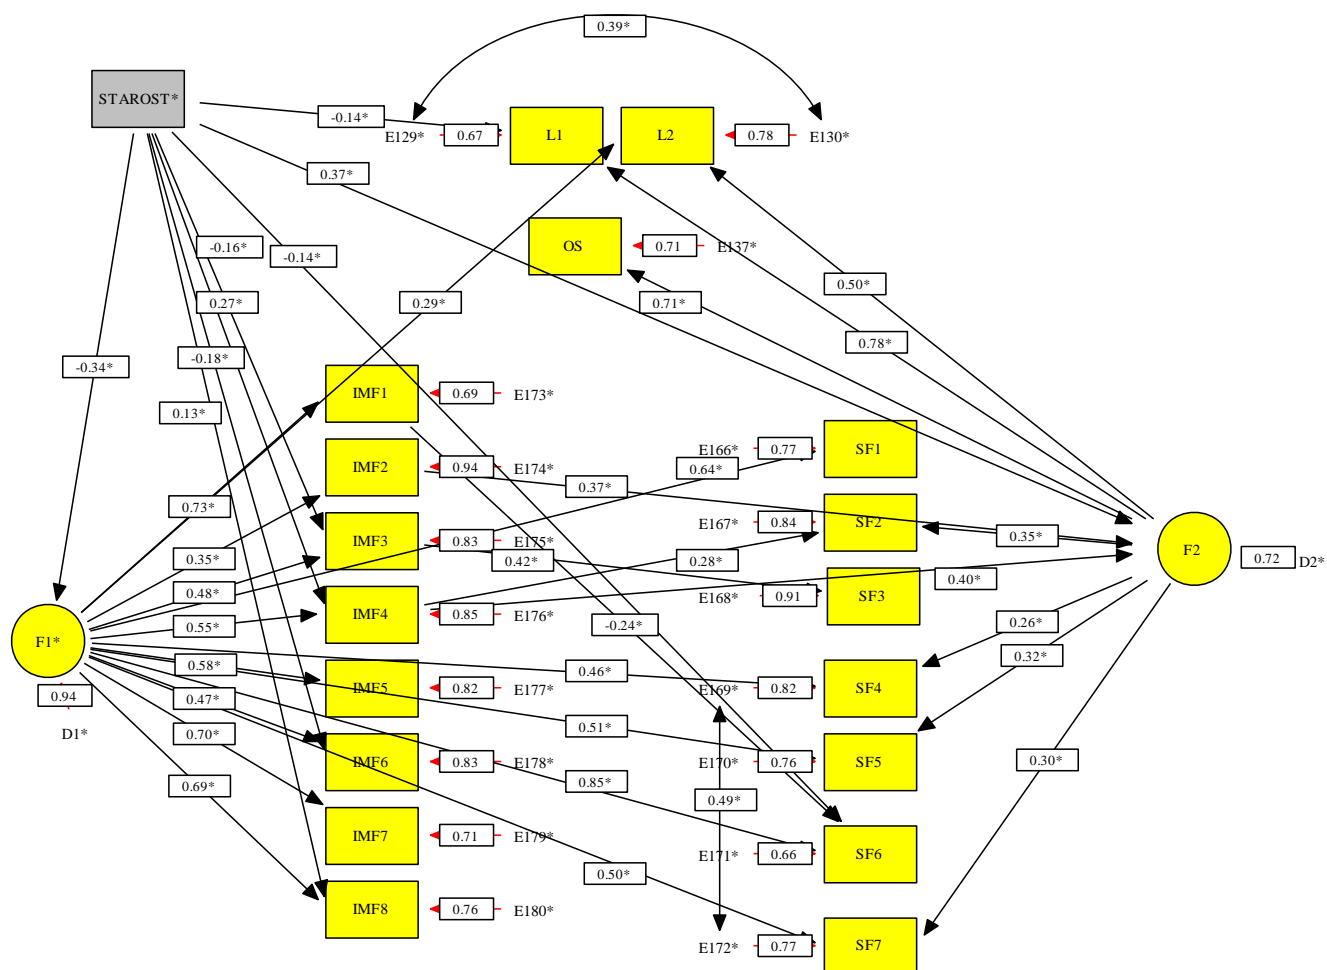 0.39*
STAROST*
-0.14*
E129*
0.67
L1
L2
0.78
E130*
0.37*
-0.16*
-0.14*
OS
0.71
E137*
0.27*
0.29*
0.71*
0.50*
-0.18*
0.78*
-0.34*
IMF1
0.69
E173*
0.13*
E166*
0.77
SF1
IMF2
0.94
E174*
0.64*
0.37*
0.73*
E167*
0.84
SF2
0.35*
IMF3
0.83
E175*
F2
0.72
D2*
0.35*
0.42*
0.28*
0.40*
0.48*
E168*
0.91
SF3
IMF4
0.85
E176*
0.55*
-0.24*
0.26*
F1*
0.58*
0.46*
0.32*
0.94
IMF5
0.82
E177*
E169*
0.82
SF4
0.47*
D1*
0.70*
0.51*
IMF6
0.83
E178*
E170*
0.76
SF5
0.30*
0.69*
0.85*
0.49*
IMF7
0.71
E179*
E171*
0.66
SF6
0.50*
IMF8
0.76
E180*
E172*
0.77
SF7